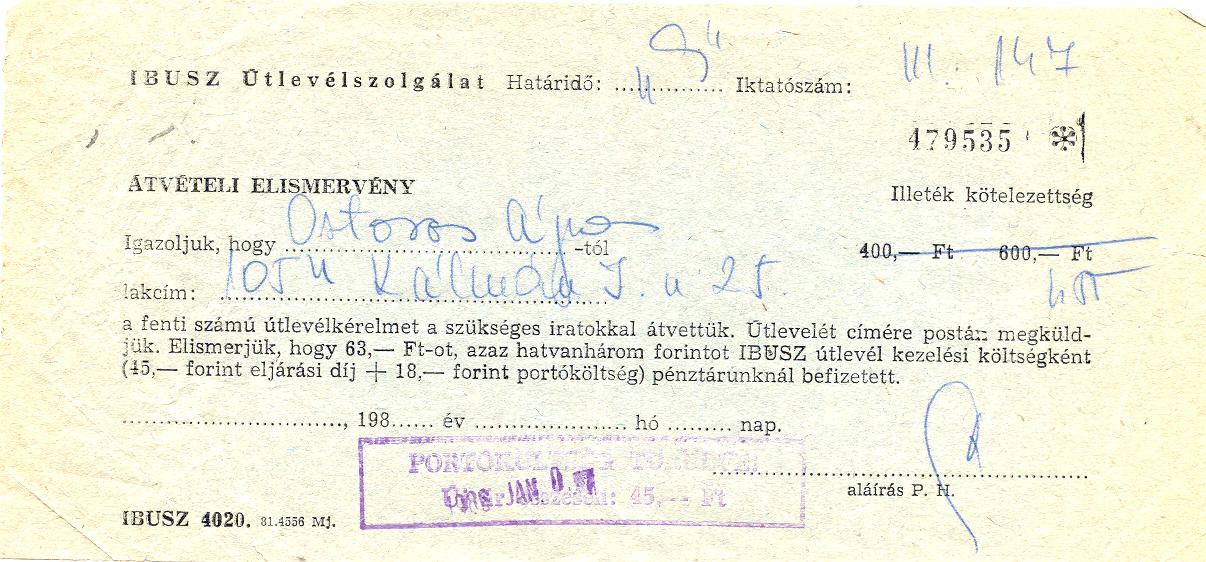 IBUSZ Útlevélszolgálat Határidő: ............... Iktatószám: III. 147
479535
ÁTVÉTELI ELISMERVÉNY
Illeték kötelezettség
Igazoljuk, hogy Ostoros -tól
400,— Ft 600,— Ft
lakcím: 1054 Kálmán I. u 25.
a fenti számú útlevélkérelmet a szükséges iratokkal átvettük. Útlevelét címére postán megküld-
jük. Elismerjük, hogy 63,— Ft-ot, azaz hatvanhárom forintot IBUSZ útlevél kezelési költségként
(45,— forint eljárási díj + 18,— forint portóköltség) pénztárunknál befizetett.
............................., 198...... év ..................... hó ......... nap.
PORTÓKÖLTSÉG TÖRÖLVE!
JAN 45,— Ft
aláírás P. H.
IBUSZ 4020. 81.4556 Mj.